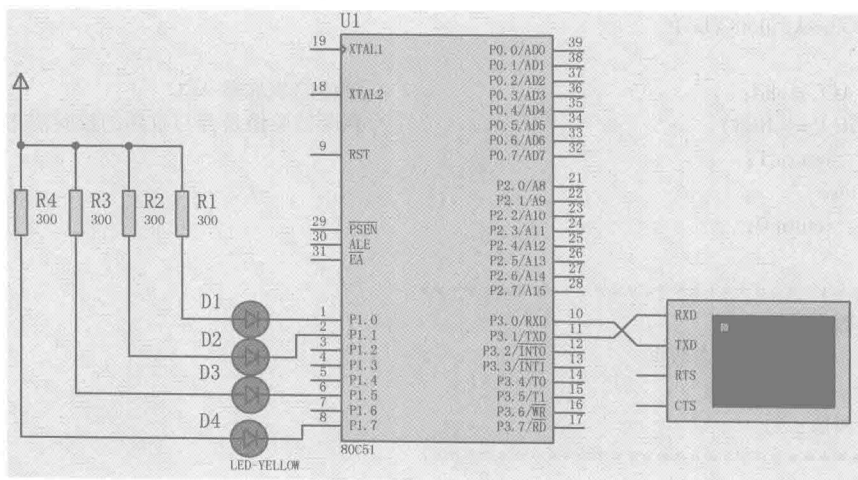 U1
19 XTAL1
18 XTAL2
9 RST
29 PSEN
30 ALE
31 EA
1 P1.0
2 P1.1
3 P1.2
4 P1.3
5 P1.4
6 P1.5
7 P1.6
8 P1.7
P0.0/AD0 39
P0.1/AD1 38
P0.2/AD2 37
P0.3/AD3 36
P0.4/AD4 35
P0.5/AD5 34
P0.6/AD6 33
P0.7/AD7 32
P2.0/A8 21
P2.1/A9 22
P2.2/A10 23
P2.3/A11 24
P2.4/A12 25
P2.5/A13 26
P2.6/A14 27
P2.7/A15 28
P3.0/RXD 10
P3.1/TXD 11
P3.2/INT0 12
P3.3/INT1 13
P3.4/T0 14
P3.5/T1 15
P3.6/WR 16
P3.7/RD 17
80C51
R4
300
R3
300
R2
300
R1
300
D1
D2
D3
D4
LED-YELLOW
RXD
TXD
RTS
CTS